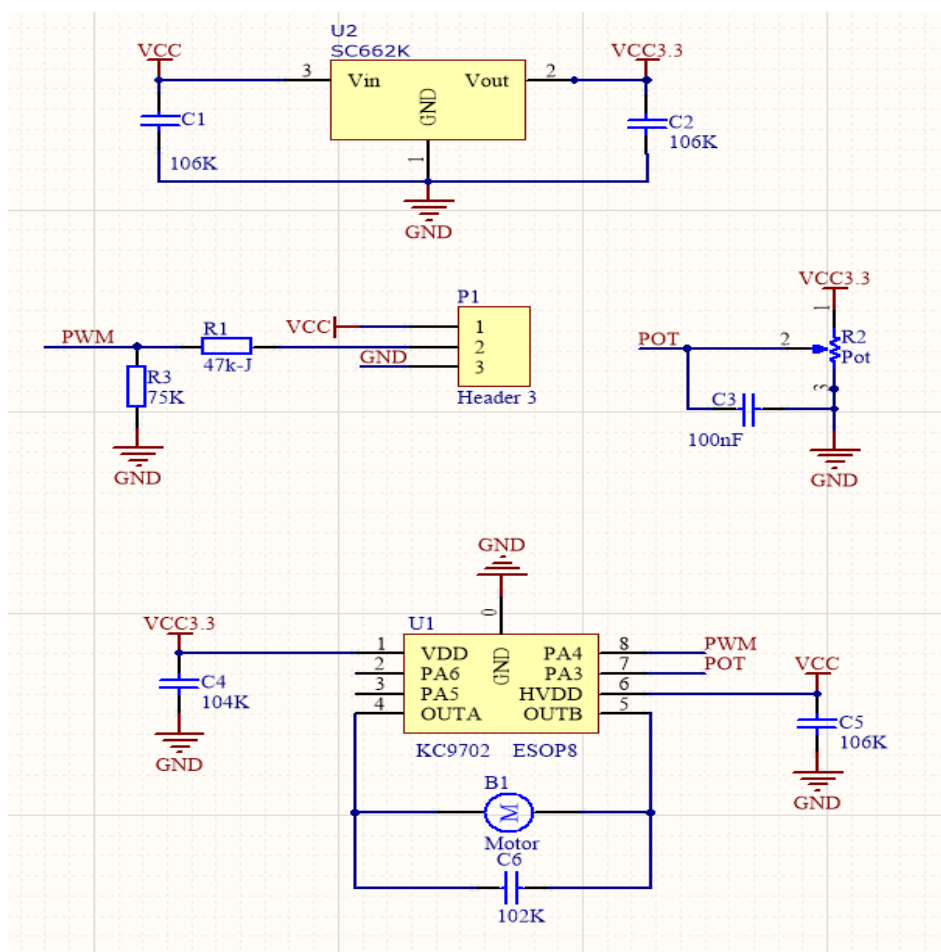 U2
SC662K
VCC
VCC3.3
3
Vin
Vout
2
GND
1
C1
106K
C2
106K
GND
PWM
R1
47k-J
R3
75K
GND
P1
VCC
1
2
GND
3
Header 3
VCC3.3
1
POT
2
R2
Pot
3
C3
100nF
GND
GND
0
U1
VCC3.3
1
VDD
GND
PA4
8
PWM
2
PA6
PA3
7
POT
3
PA5
HVDD
6
VCC
4
OUTA
OUTB
5
C4
104K
GND
KC9702
ESOP8
C5
106K
GND
B1
M
Motor
C6
102K